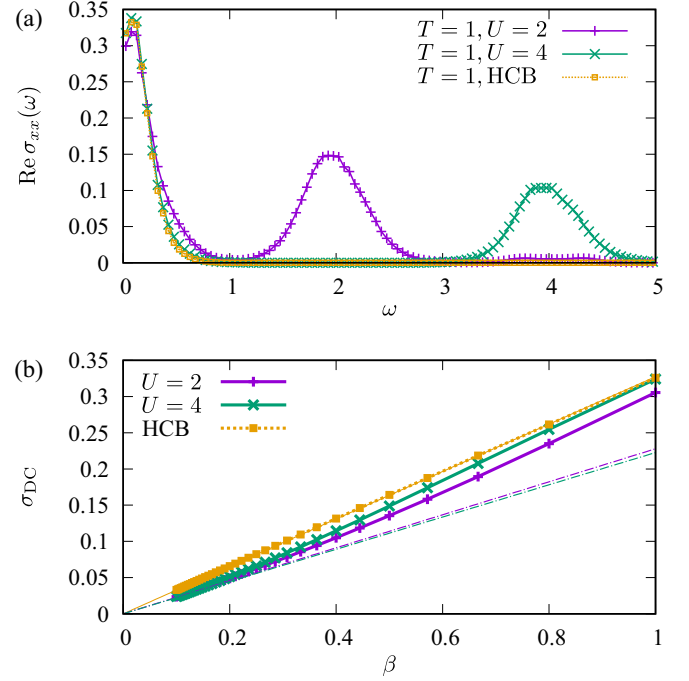 (a)
0.35
0.3
0.25
0.2
0.15
0.1
0.05
0
Re σxx(ω)
T = 1, U = 2
T = 1, U = 4
T = 1, HCB
0 1 2 3 4 5
ω
(b)
0.35
0.3
0.25
0.2
0.15
0.1
0.05
0
σDC
U = 2
U = 4
HCB
0 0.2 0.4 0.6 0.8 1
β